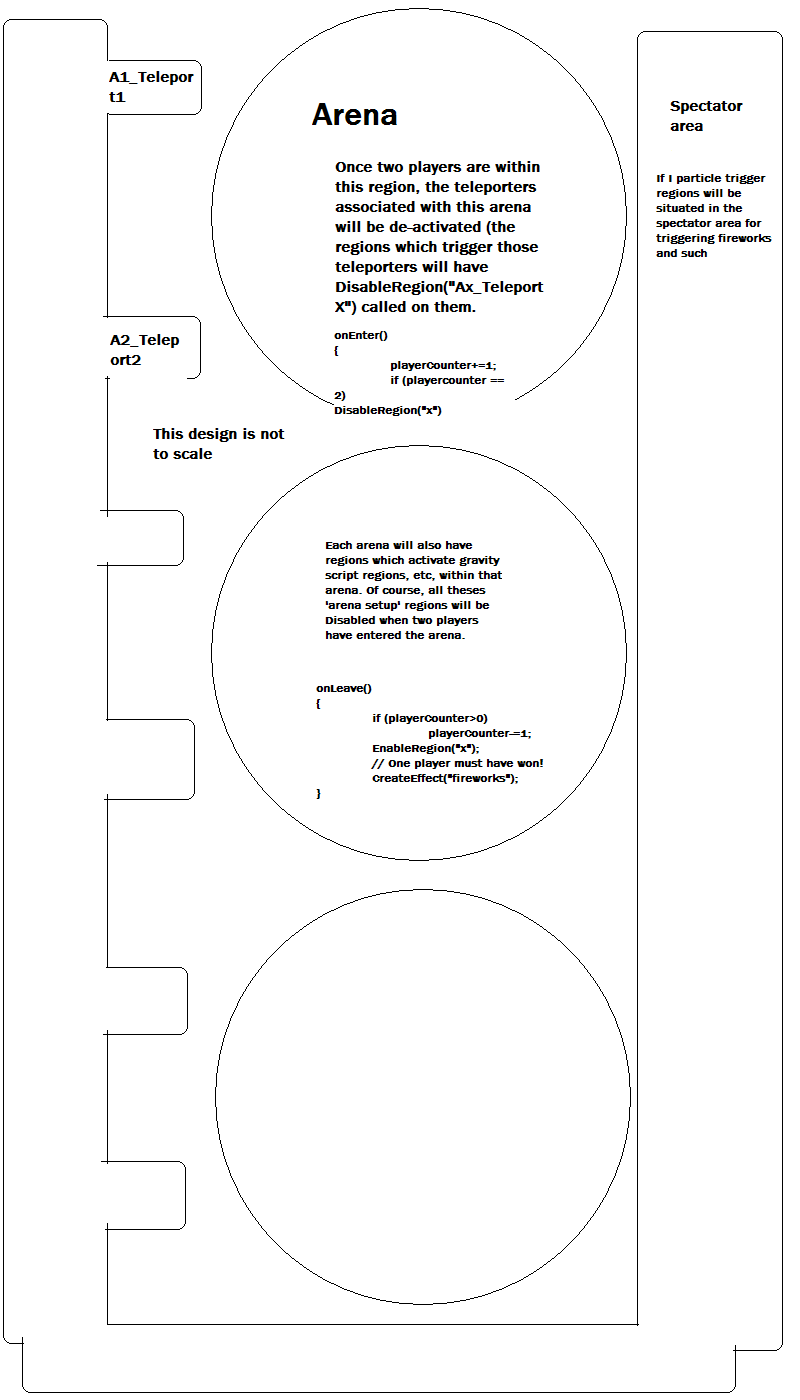 A1_Telepor
t1
Arena
Once two players are within
this region, the teleporters
associated with this arena
will be de-activated (the
regions which trigger those
teleporters will have
DisableRegion("Ax_Teleport
X") called on them.
onEnter()
{
playerCounter+=1;
if (playercounter ==
2)
DisableRegion("x")
Spectator
area
If I particle trigger
regions will be
situated in the
spectator area for
triggering fireworks
and such
A2_Telep
ort2
This design is not
to scale
Each arena will also have
regions which activate gravity
script regions, etc, within that
arena. Of course, all theses
'arena setup' regions will be
Disabled when two players
have entered the arena.
onLeave()
{
if (playerCounter>0)
playerCounter-=1;
EnableRegion("x");
// One player must have won!
CreateEffect("fireworks");
}